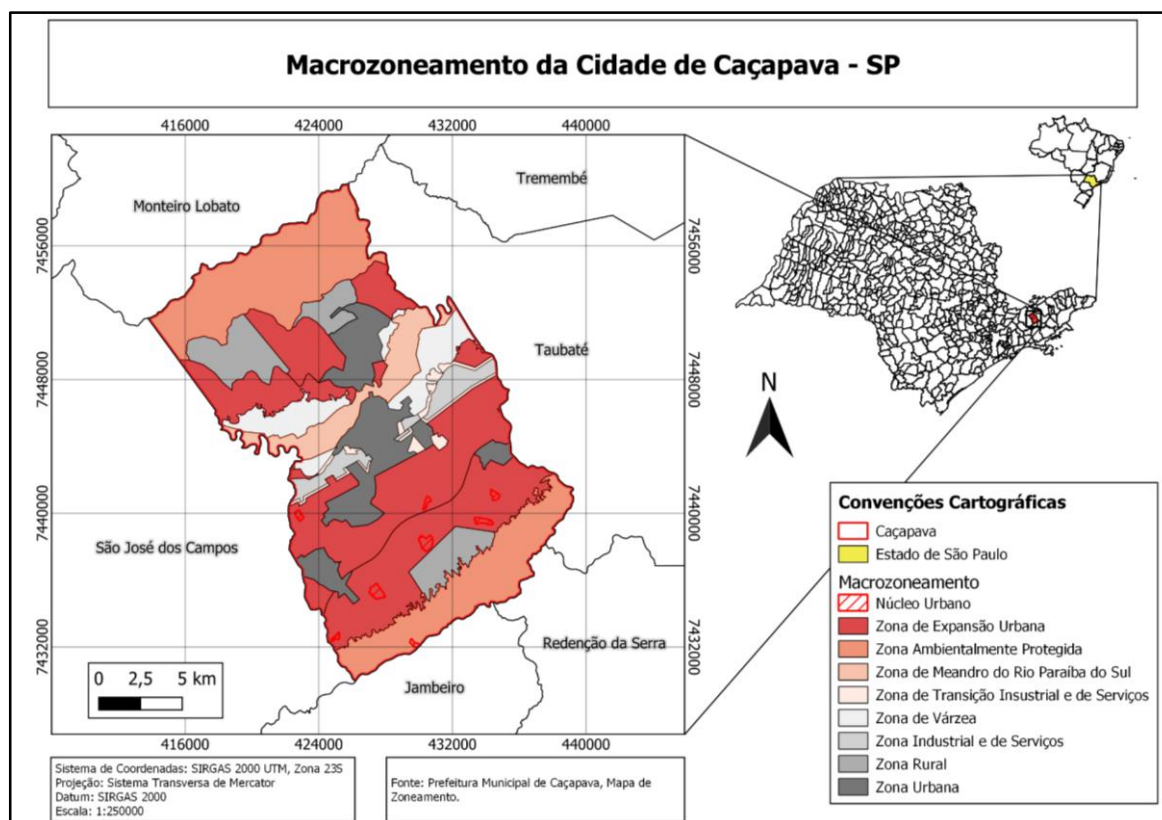 Macrozoneamento da Cidade de Caçapava - SP
416000 424000 432000 440000
Monteiro Lobato
Tremembé
7456000
7456000
Taubaté
7448000
7448000
N
7440000
7440000
São José dos Campos
Redenção da Serra
7432000
7432000
Jambeiro
0 2,5 5 km
416000 424000 432000 440000
Convenções Cartográficas
Caçapava
Estado de São Paulo
Macrozoneamento
Núcleo Urbano
Zona de Expansão Urbana
Zona Ambientalmente Protegida
Zona de Meandro do Rio Paraíba do Sul
Zona de Transição Insustrial e de Serviços
Zona de Várzea
Zona Industrial e de Serviços
Zona Rural
Zona Urbana
Sistema de Coordenadas: SIRGAS 2000 UTM, Zona 23S
Projeção: Sistema Transversa de Mercator
Datum: SIRGAS 2000
Escala: 1:250000
Fonte: Prefeitura Municipal de Caçapava, Mapa de
Zoneamento.